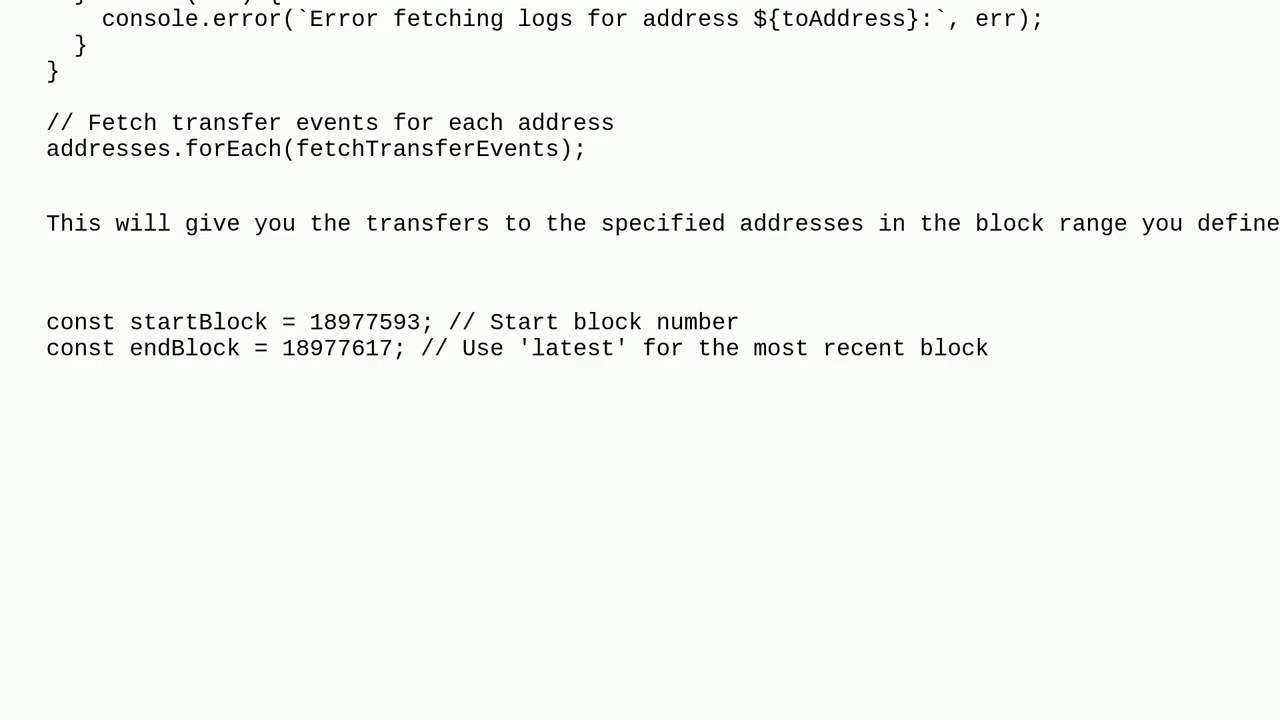 console.error(`Error fetching logs for address ${toAddress}:`, err);
}
}
// Fetch transfer events for each address
addresses.forEach(fetchTransferEvents);
This will give you the transfers to the specified addresses in the block range you define
const startBlock = 18977593; // Start block number
const endBlock = 18977617; // Use 'latest' for the most recent block